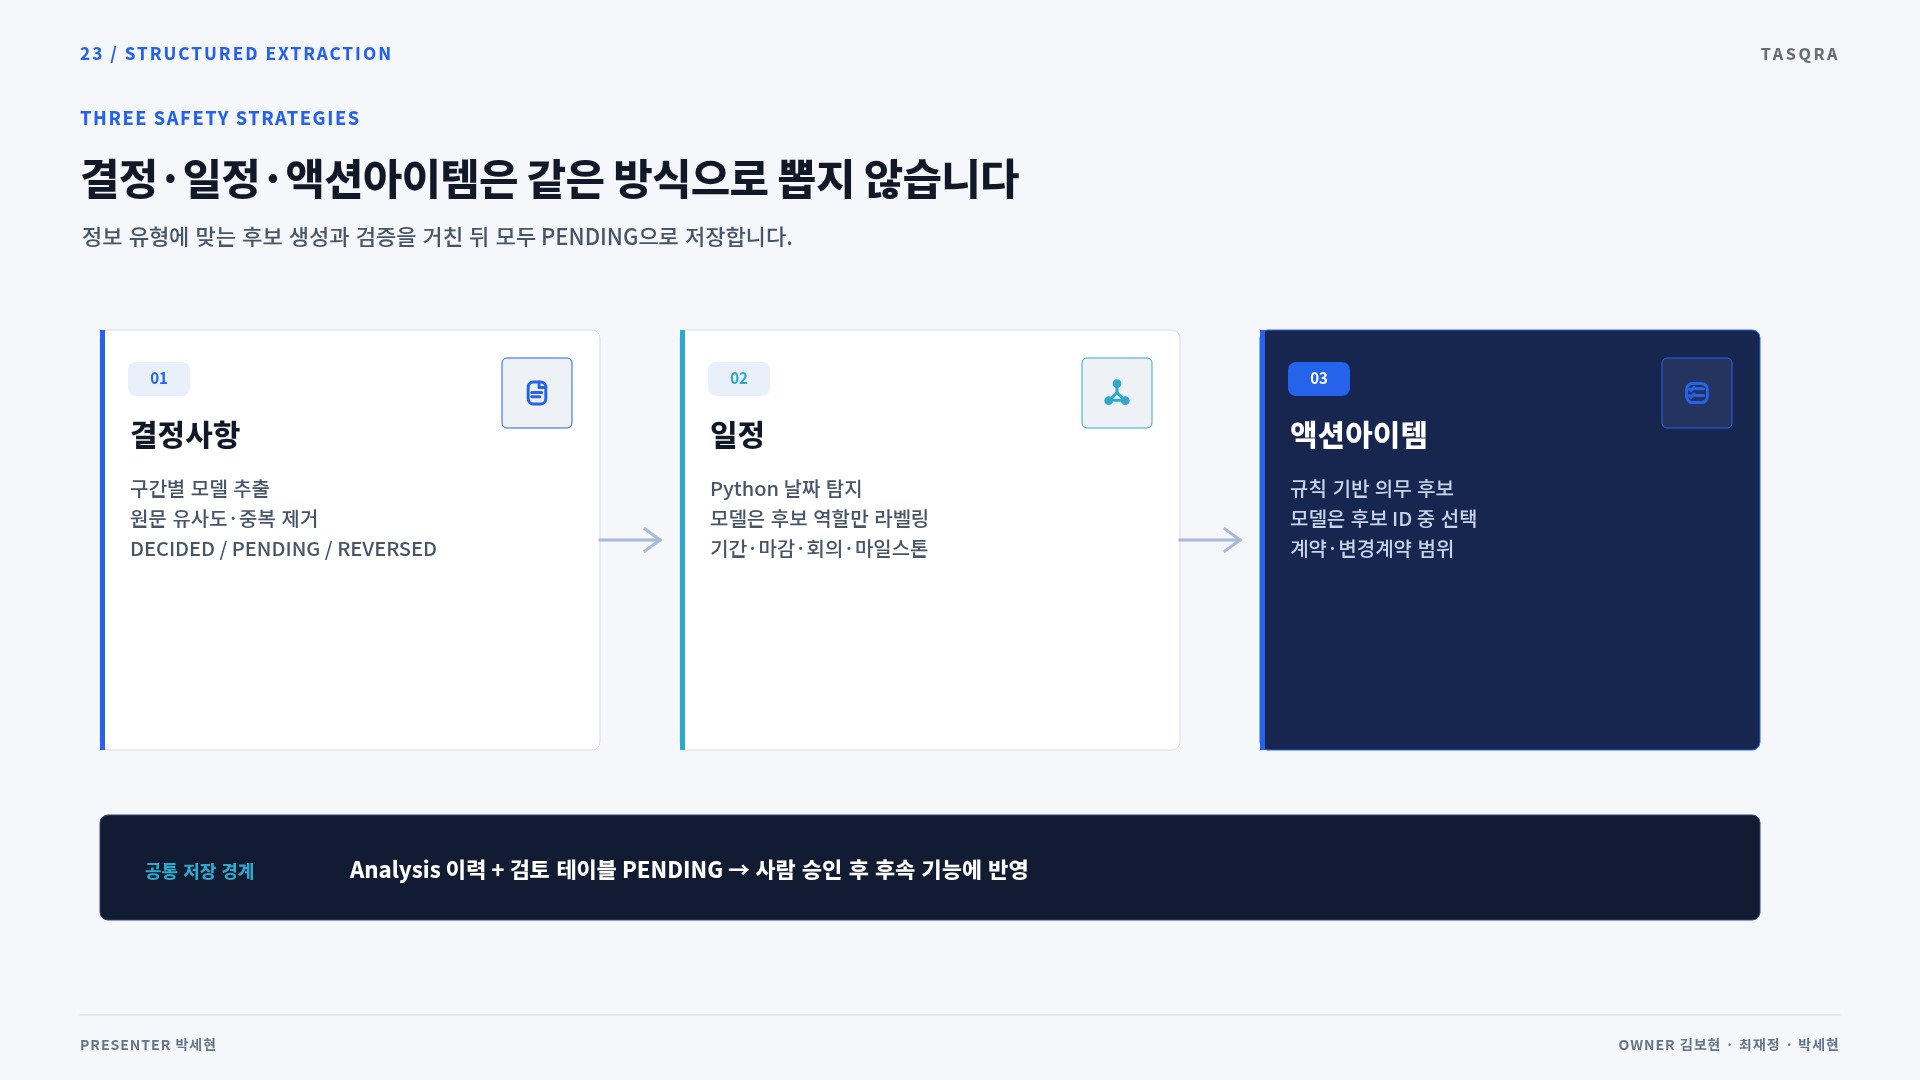 23 / STRUCTURED EXTRACTION
TASQRA
THREE SAFETY STRATEGIES
결정·일정·액션아이템은 같은 방식으로 뽑지 않습니다
정보 유형에 맞는 후보 생성과 검증을 거친 뒤 모두 PENDING으로 저장합니다.
01
결정사항
구간별 모델 추출
원문 유사도·중복 제거
DECIDED / PENDING / REVERSED
02
일정
Python 날짜 탐지
모델은 후보 역할만 라벨링
기간·마감·회의·마일스톤
03
액션아이템
규칙 기반 의무 후보
모델은 후보 ID 중 선택
계약·변경계약 범위
공통 저장 경계
Analysis 이력 + 검토 테이블 PENDING → 사람 승인 후 후속 기능에 반영
PRESENTER 박세현
OWNER 김보현 · 최재정 · 박세현